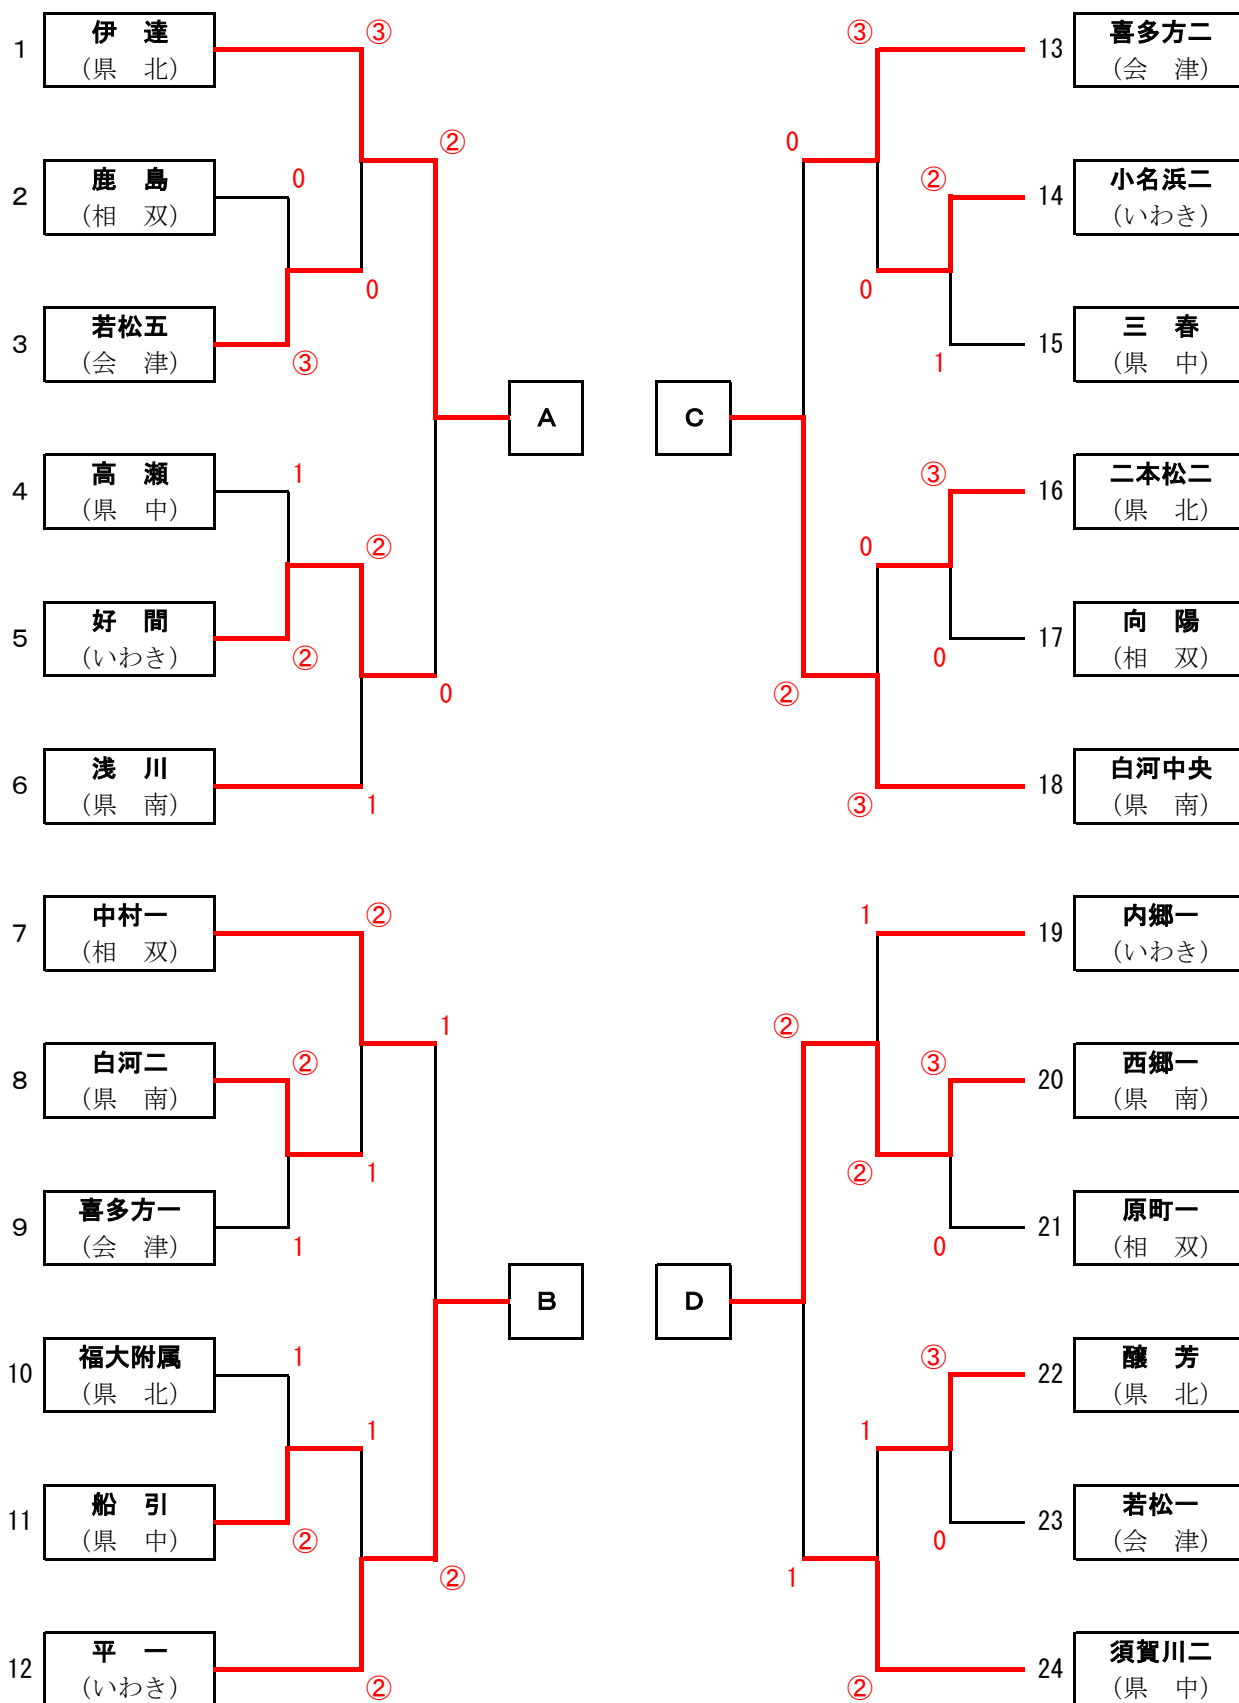 1
伊　達
（県　北）
③
②
2
鹿　島
（相　双）
0
3
若松五
（会　津）
③
0
A
4
高　瀬
（県　中）
1
②
5
好　間
（いわき）
②
0
6
浅　川
（県　南）
1
7
中村一
（相　双）
②
1
8
白河二
（県　南）
②
1
9
喜多方一
（会　津）
1
B
10
福大附属
（県　北）
1
1
11
船　引
（県　中）
②
②
12
平　一
（いわき）
②
③
13
喜多方二
（会　津）
0
②
14
小名浜二
（いわき）
0
1
15
三　春
（県　中）
C
③
16
二本松二
（県　北）
0
0
17
向　陽
（相　双）
②
③
18
白河中央
（県　南）
1
19
内郷一
（いわき）
②
③
20
西郷一
（県　南）
②
0
21
原町一
（相　双）
D
③
22
醸　芳
（県　北）
1
0
23
若松一
（会　津）
1
②
24
須賀川二
（県　中）